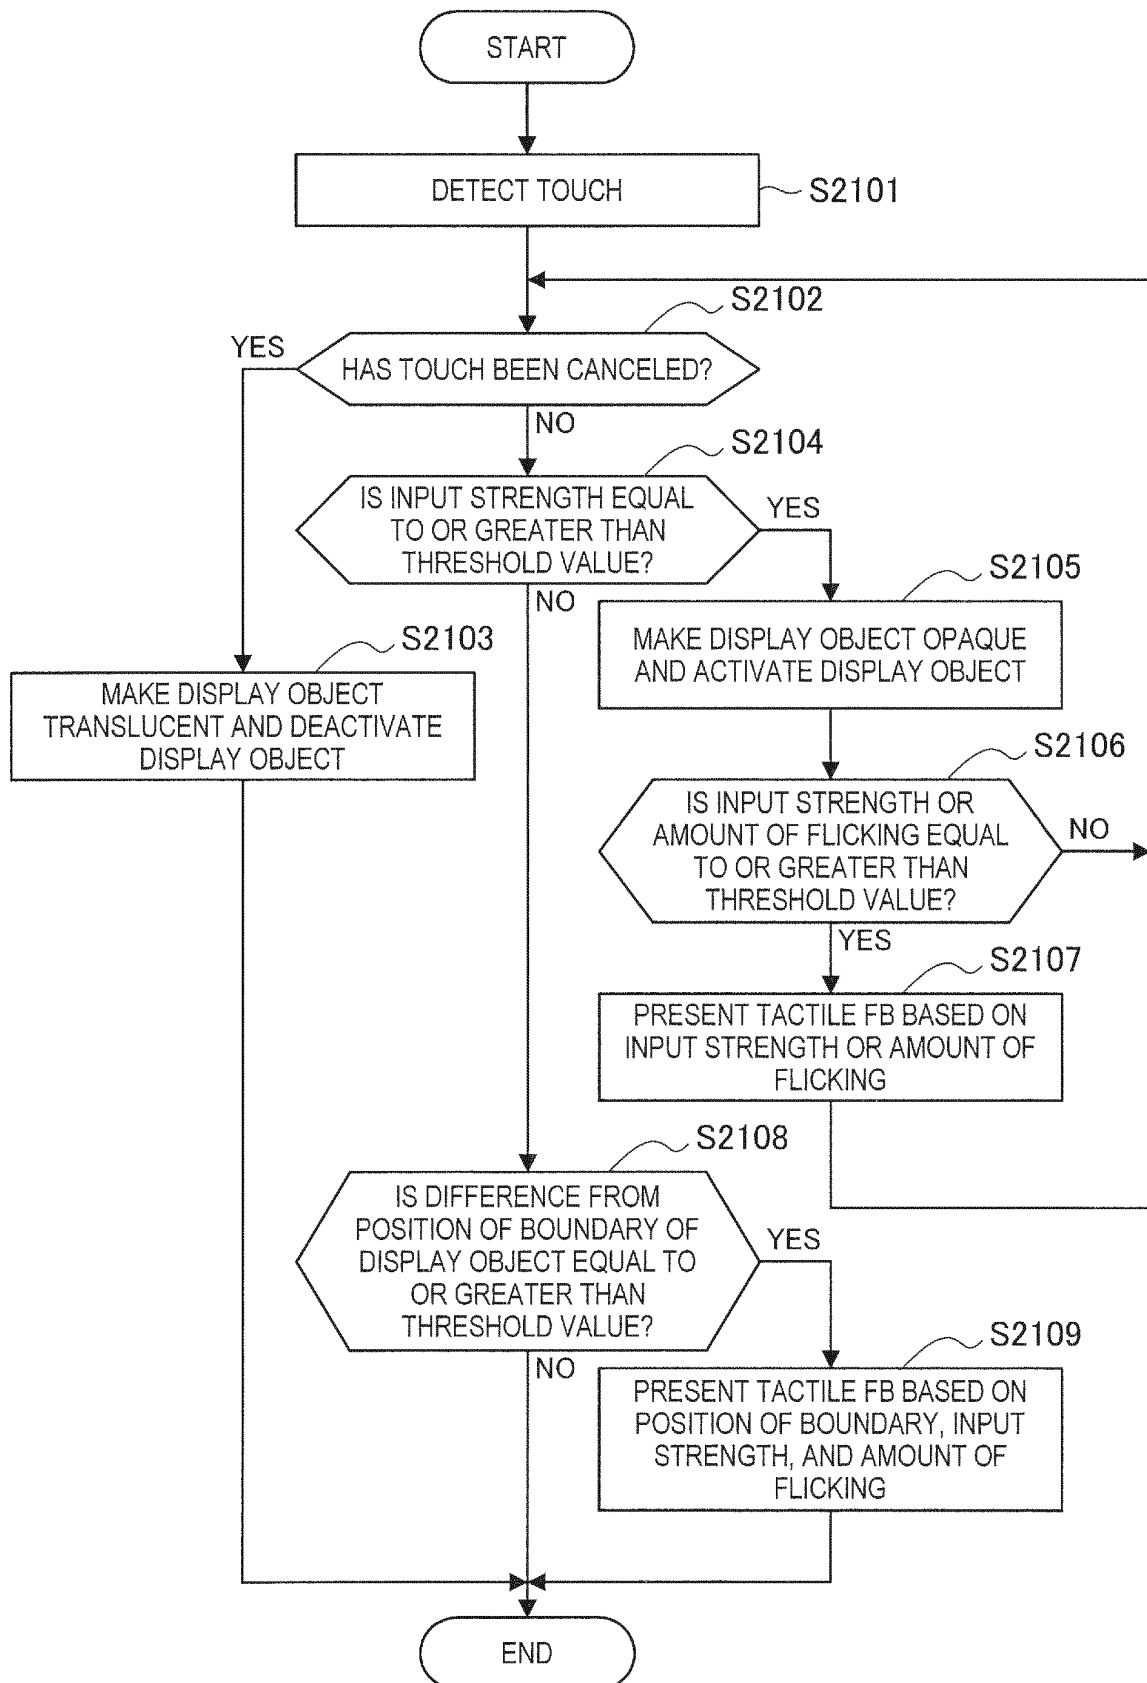 START
DETECT TOUCH
S2101
S2102
YES
HAS TOUCH BEEN CANCELED?
NO
S2104
IS INPUT STRENGTH EQUAL
TO OR GREATER THAN
THRESHOLD VALUE?
YES
NO
S2105
MAKE DISPLAY OBJECT OPAQUE
AND ACTIVATE DISPLAY OBJECT
S2103
MAKE DISPLAY OBJECT
TRANSLUCENT AND DEACTIVATE
DISPLAY OBJECT
S2106
IS INPUT STRENGTH OR
AMOUNT OF FLICKING EQUAL
TO OR GREATER THAN
THRESHOLD VALUE?
NO
YES
S2107
PRESENT TACTILE FB BASED ON
INPUT STRENGTH OR AMOUNT OF
FLICKING
S2108
IS DIFFERENCE FROM
POSITION OF BOUNDARY OF
DISPLAY OBJECT EQUAL TO
OR GREATER THAN
THRESHOLD VALUE?
YES
NO
S2109
PRESENT TACTILE FB BASED ON
POSITION OF BOUNDARY, INPUT
STRENGTH, AND AMOUNT OF
FLICKING
END